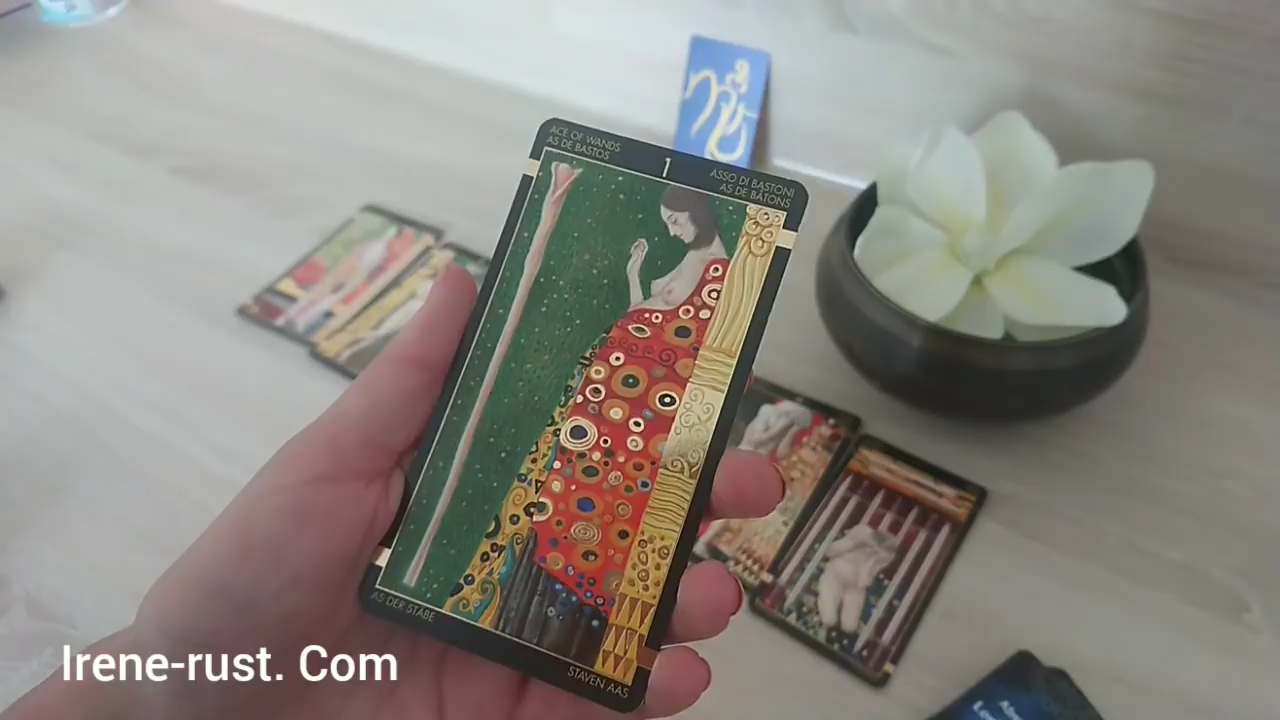 ACE OF WANDS
AS DE BASTOS
1
ASSO DI BASTONI
AS DE BÂTONS
AS DER STÄBE
STAVEN AAS
Irene-rust. Com